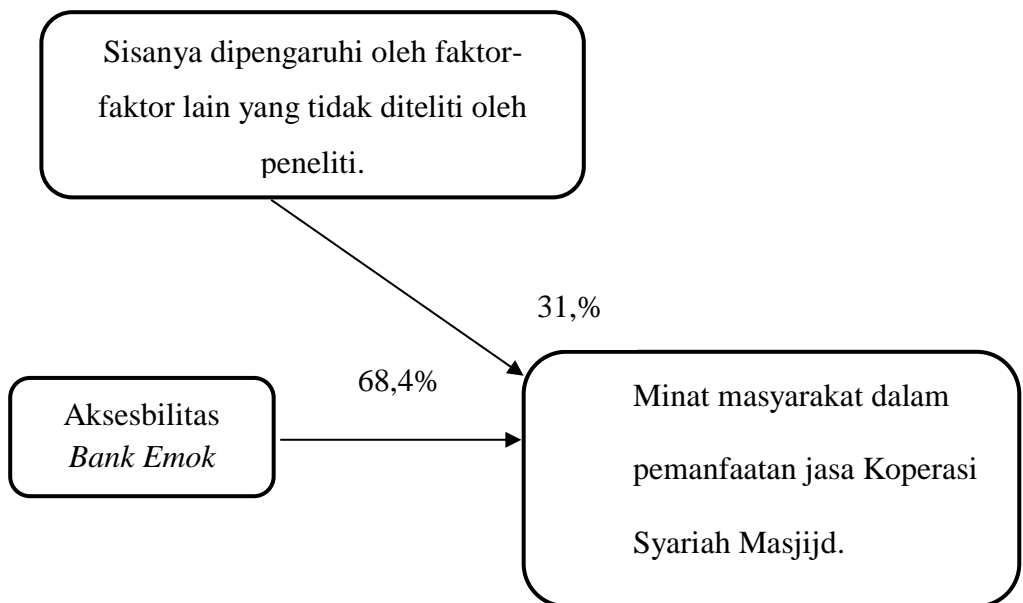 Sisanya dipengaruhi oleh faktor-
faktor lain yang tidak diteliti oleh
peneliti.
31,%
68,4%
Aksesbilitas
Bank Emok
Minat masyarakat dalam
pemanfaatan jasa Koperasi
Syariah Masjijd.